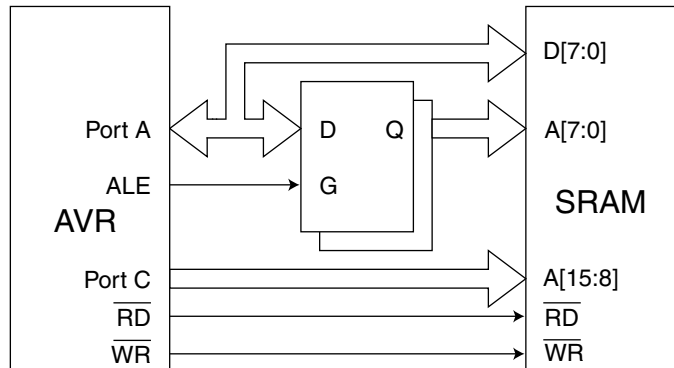 D[7:0]
Port A
D
Q
A[7:0]
ALE
G
AVR
SRAM
Port C
A[15:8]
RD
RD
WR
WR